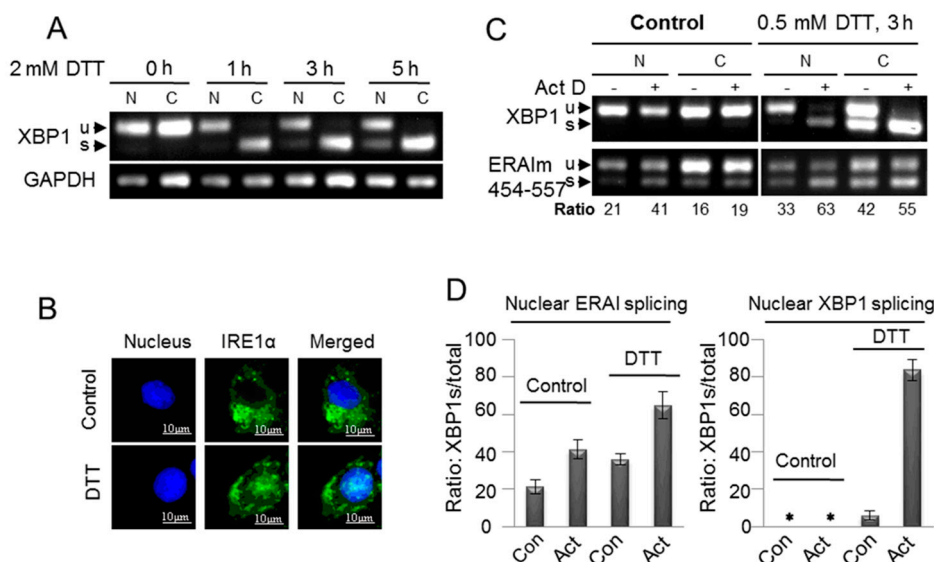 A
2 mM DTT 0 h 1 h 3 h 5 h
N C N C N C N C
XBP1 u
s
GAPDH
B
Nucleus IRE1α Merged
Control
10μm 10μm 10μm
DTT
10μm 10μm 10μm
C
Control 0.5 mM DTT, 3 h
N C N C
Act D - + - + - + - +
XBP1 u
s
ERAIm u
454-557 s
Ratio 21 41 16 19 33 63 42 55
D
Nuclear ERAI splicing
Ratio: XBP1s/total
100
80
60
40
20
0
Control
DTT
Con Act Con Act
Nuclear XBP1 splicing
Ratio: XBP1s/total
100
80
60
40
20
0
Control
DTT
* *
Con Act Con Act